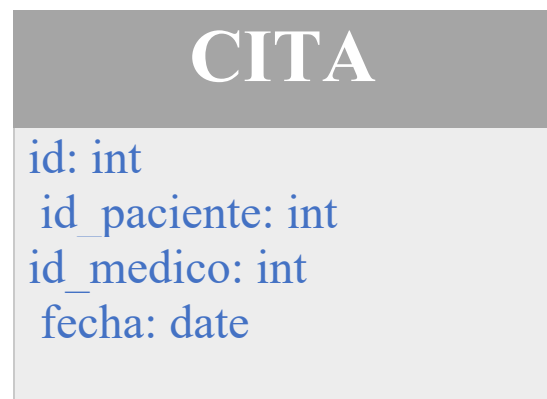 CITA
id: int
id_paciente: int
id_medico: int
fecha: date